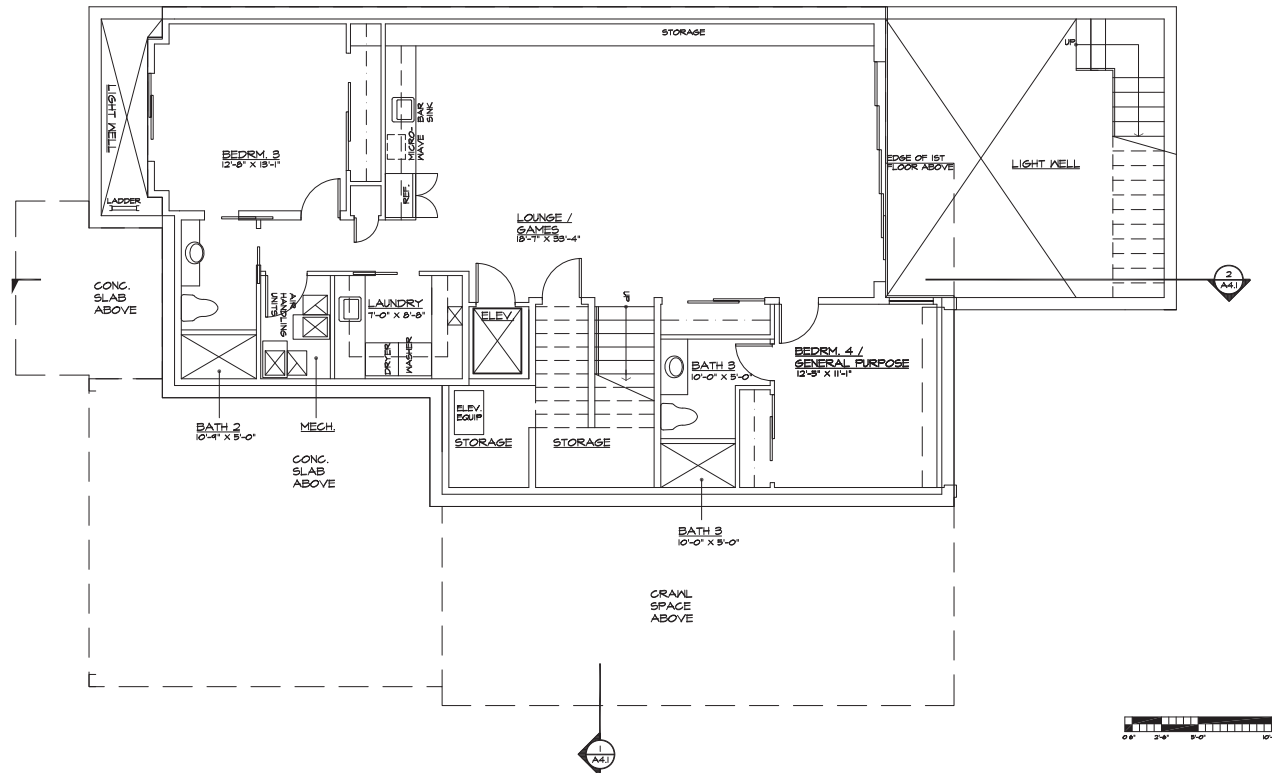 STORAGE
UP
LIGHT WELL
BAR
SINK
MICRO-
WAVE
REF.
BEDRM. 3
12'-8" X 13'-1"
EDGE OF 1ST
FLOOR ABOVE
LIGHT WELL
LADDER
LOUNGE /
GAMES
18'-7" X 33'-4"
2
A4.1
CONC.
SLAB
ABOVE
AIR
HANDLING
UNITS
LAUNDRY
7'-0" X 8'-8"
DRYER
WASHER
ELEV.
UP
BATH 3
10'-0" X 5'-0"
BEDRM. 4 /
GENERAL PURPOSE
12'-5" X 11'-1"
ELEV.
EQUIP
STORAGE
STORAGE
BATH 2
10'-9" X 5'-0"
MECH.
CONC.
SLAB
ABOVE
BATH 3
10'-0" X 5'-0"
CRAWL
SPACE
ABOVE
1
A4.1
0 6" 2'-6" 5'-0"